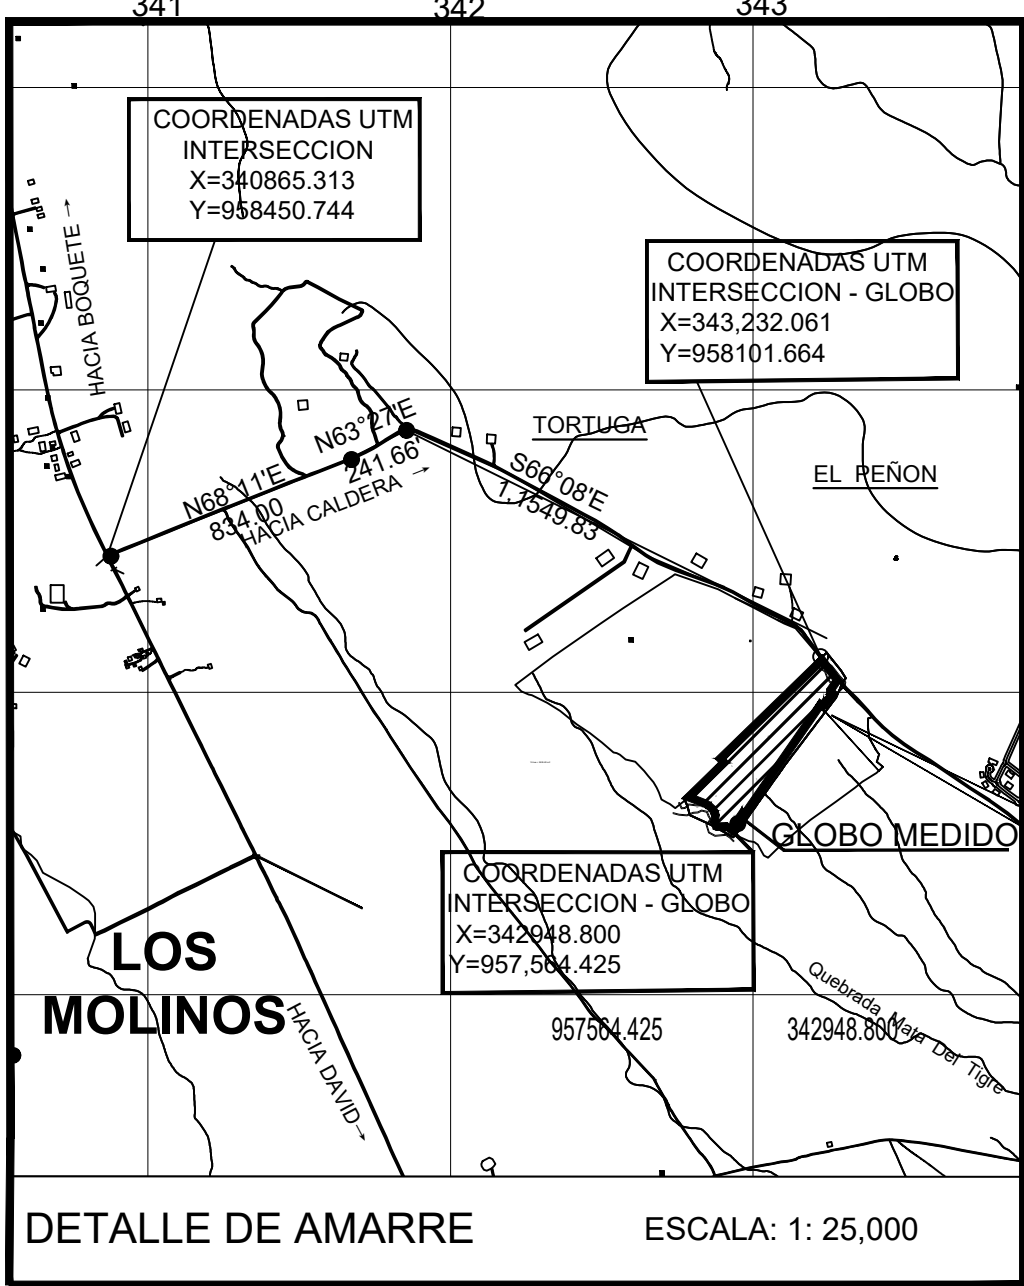 341
342
343
COORDENADAS UTM
INTERSECCION
X=340865.313
Y=958450.744
HACIA BOQUETE →
COORDENADAS UTM
INTERSECCION - GLOBO
X=343,232.061
Y=958101.664
N63°27'E
241.66'
TORTUGA
EL PEÑON
N68°11'E
834.00
HACIA CALDERA →
S66°08'E
1,1549.83
GLOBO MEDIDO
COORDENADAS UTM
INTERSECCION - GLOBO
X=342948.800
Y=957,564.425
LOS
MOLINOS
HACIA DAVID→
957564.425
342948.800
Quebrada Mata Del Tigre
DETALLE DE AMARRE
ESCALA: 1: 25,000